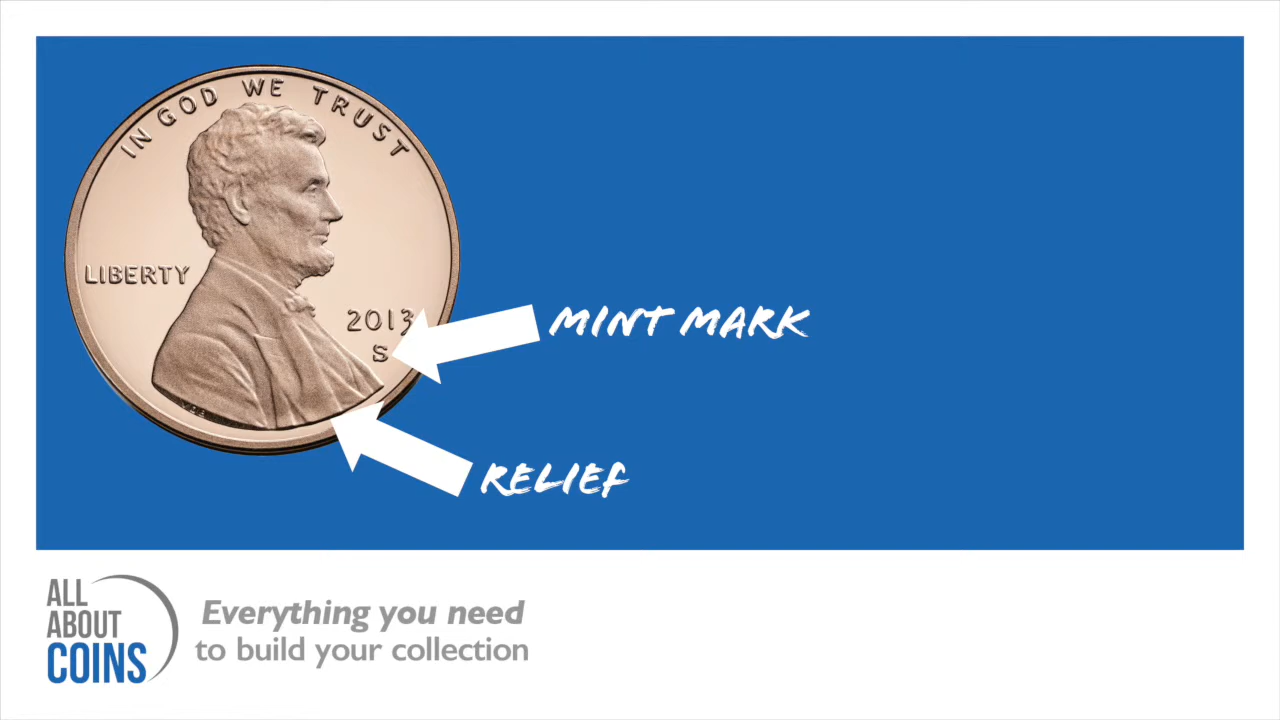 IN GOD WE TRUST
LIBERTY
2013
S
MINT MARK
RELIEF
ALL
ABOUT
COINS
Everything you need
to build your collection